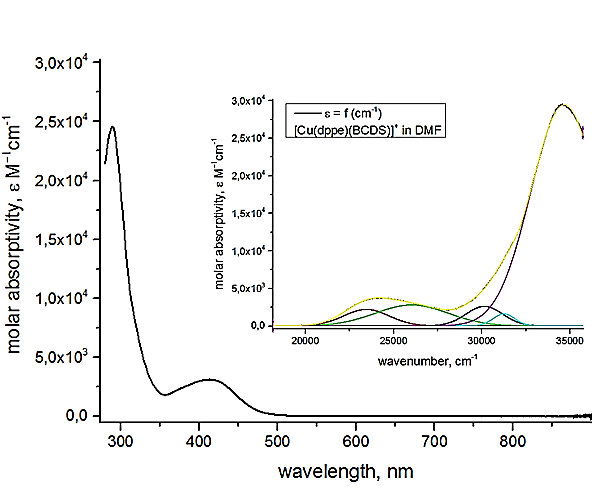 3,0x10⁴
2,5x10⁴
2,0x10⁴
1,5x10⁴
1,0x10⁴
5,0x10³
0,0
molar absorptivity, ε M⁻¹cm⁻¹
300 400 500 600 700 800
wavelength, nm
3,0x10⁴
2,5x10⁴
2,0x10⁴
1,5x10⁴
1,0x10⁴
5,0x10³
0,0
molar absorptivity, ε M⁻¹cm⁻¹
ε = f (cm⁻¹)
[Cu(dppe)(BCDS)]⁺ in DMF
20000 25000 30000 35000
wavenumber, cm⁻¹